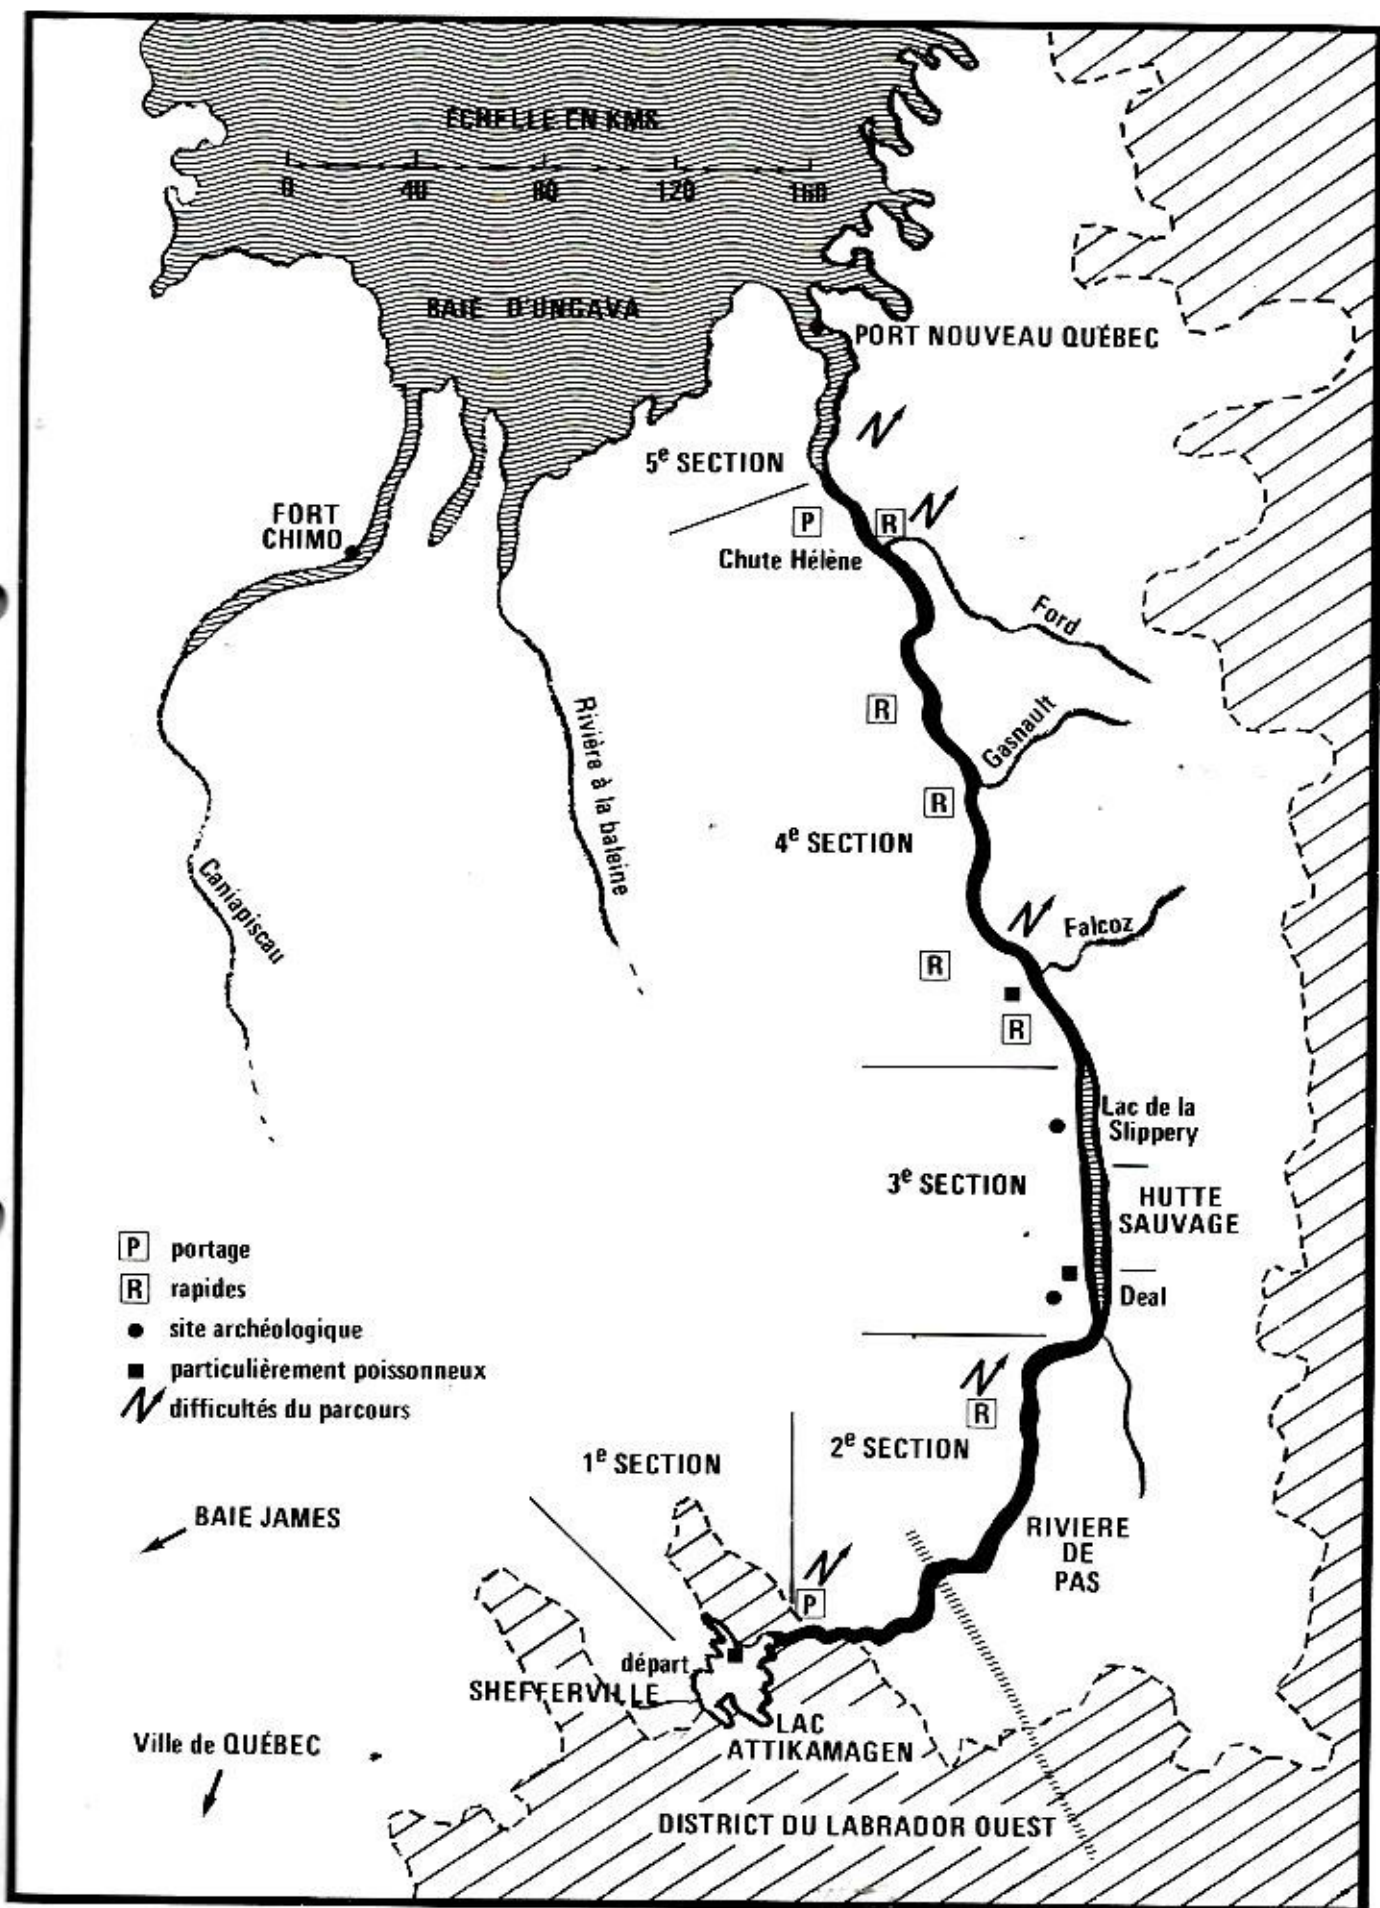 ÉCHELLE EN KMS.
0 40 80 120 160
BAIE D'UNGAVA
PORT NOUVEAU QUÉBEC
5e SECTION
FORT
CHIMO
P
R
Chute Hélène
Ford
R
Gasnault
Rivière à la baleine
R
4e SECTION
Caniapiscau
Falcoz
R
R
Lac de la
Slippery
3e SECTION
HUTTE
SAUVAGE
Deal
P portage
R rapides
site archéologique
particulièrement poissonneux
difficultés du parcours
R
2e SECTION
1e SECTION
BAIE JAMES
RIVIERE
DE
PAS
P
départ
SHEFFERVILLE
LAC
ATTIKAMAGEN
Ville de QUÉBEC
DISTRICT DU LABRADOR OUEST